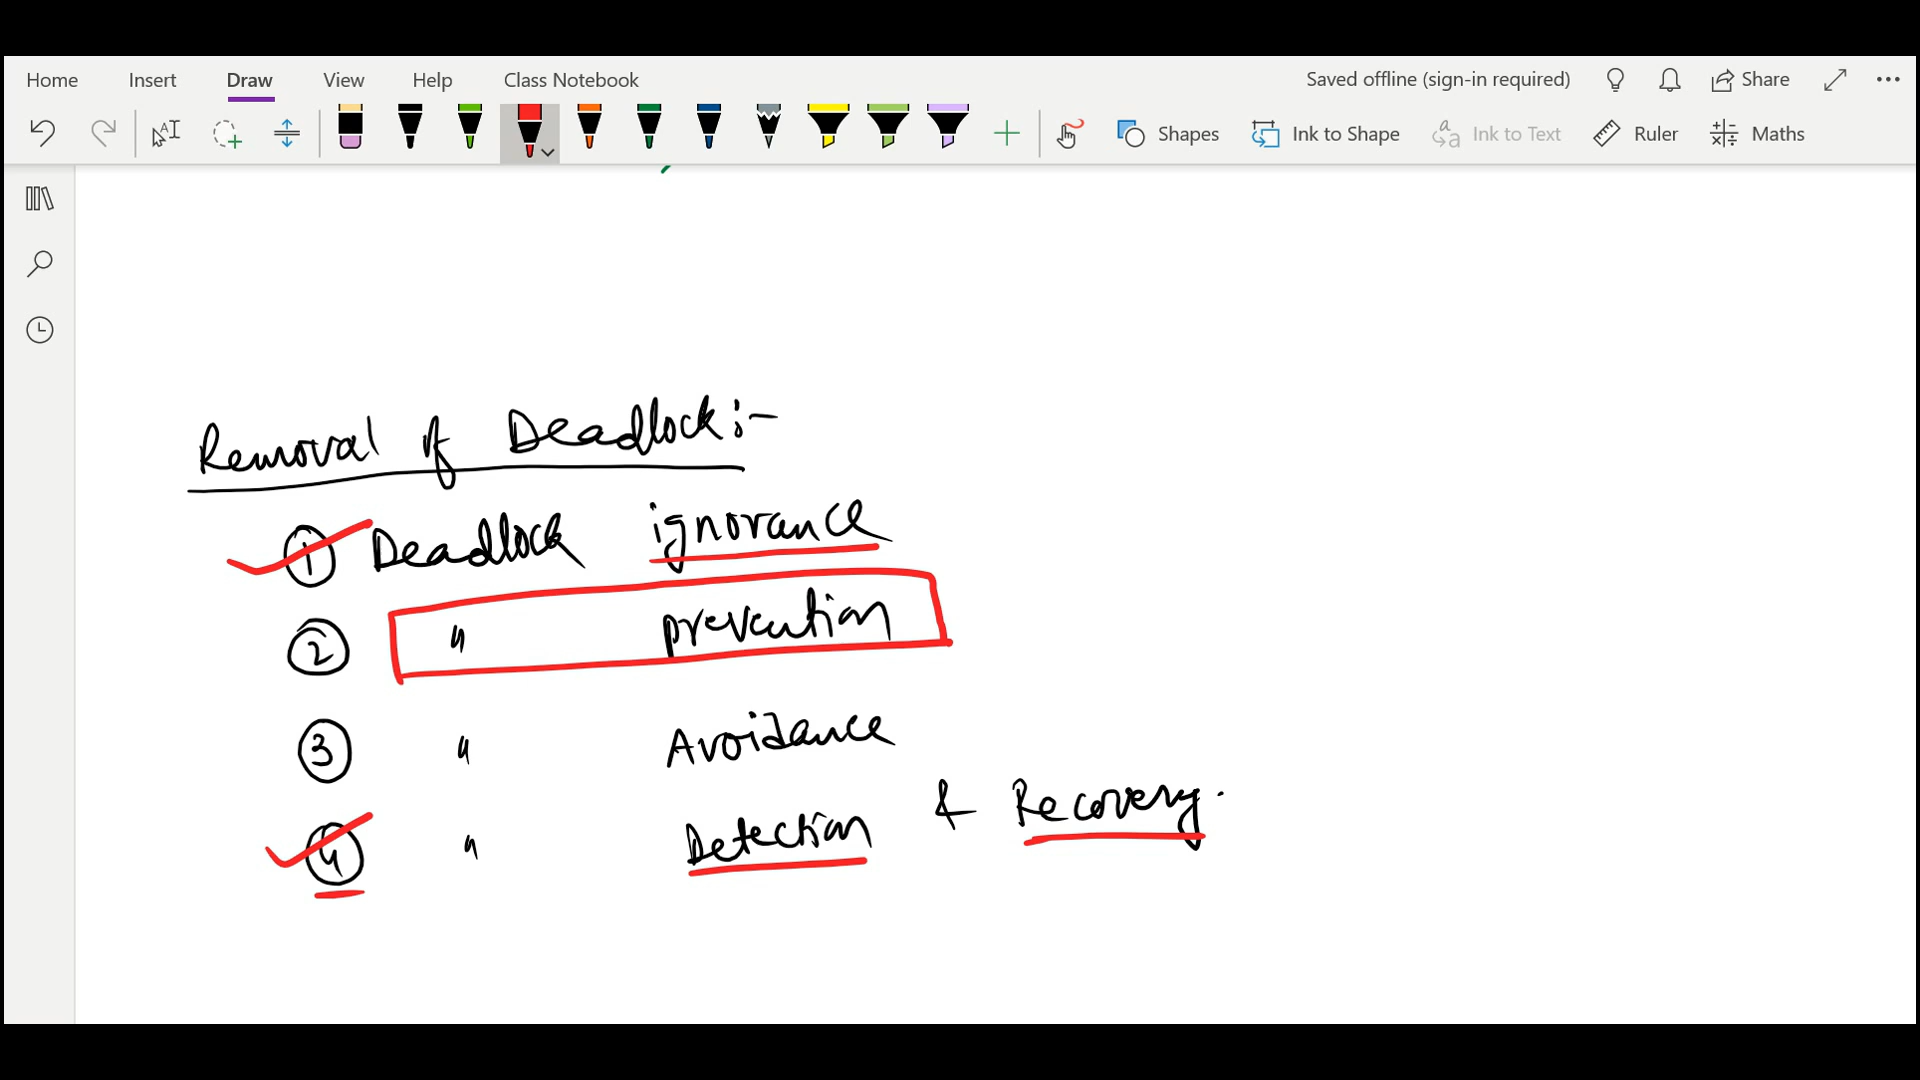 Home Insert Draw View Help Class Notebook Saved offline (sign-in required) Share
Shapes Ink to Shape Ink to Text Ruler Maths
Removal of Deadlock:-
1 Deadlock ignorance
2 " prevention
3 " Avoidance
4 " Detection & Recovery.